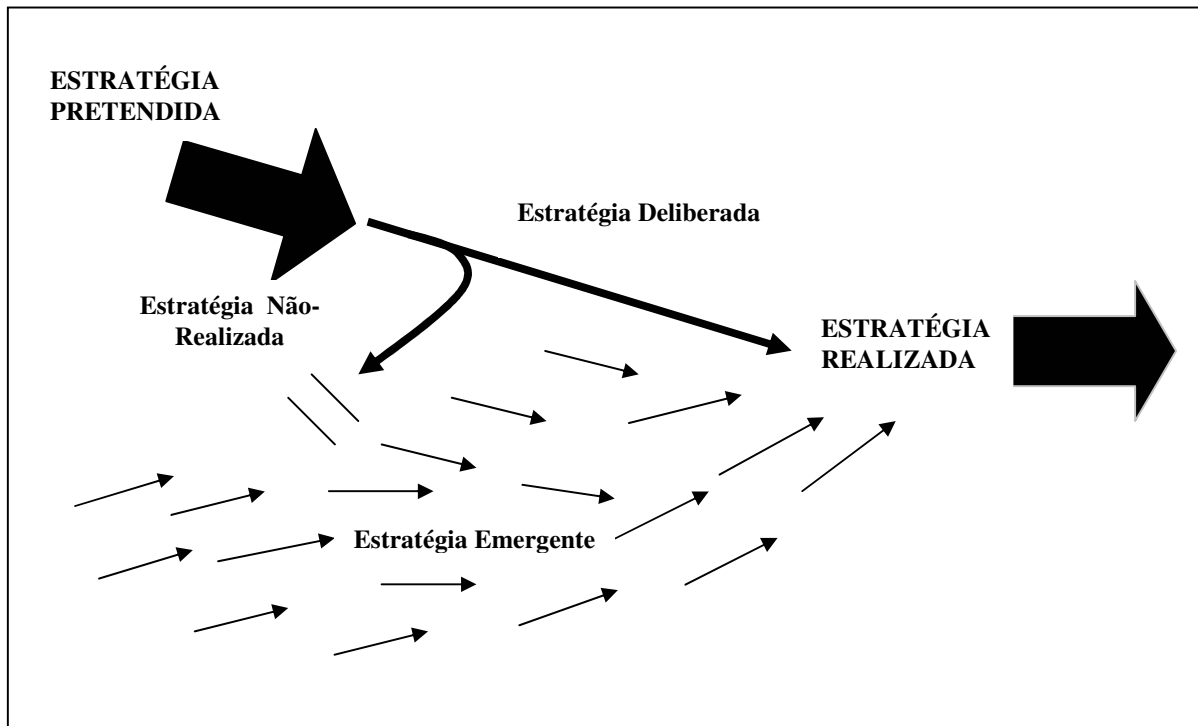 ESTRATÉGIA
PRETENDIDA
Estratégia Deliberada
Estratégia Não-
Realizada
ESTRATÉGIA
REALIZADA
Estratégia Emergente